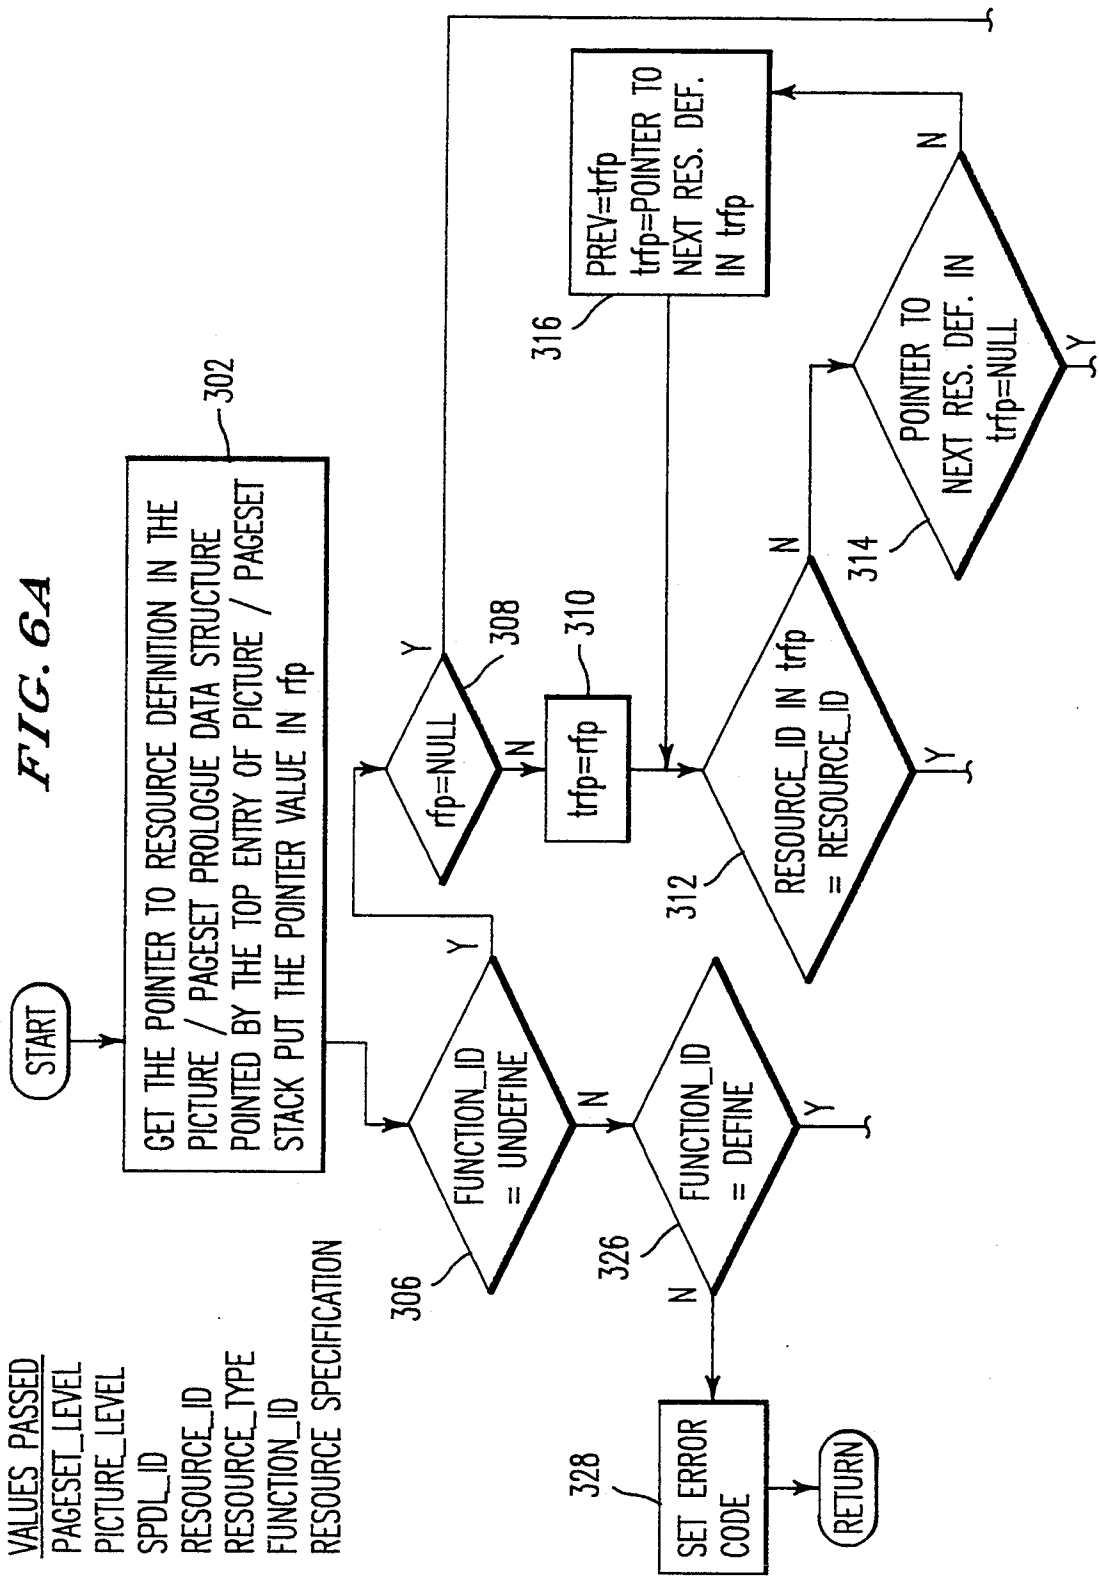 FIG. 6A
VALUES PASSED
PAGESET_LEVEL
PICTURE_LEVEL
SPDL_ID
RESOURCE_ID
RESOURCE_TYPE
FUNCTION_ID
RESOURCE SPECIFICATION
START
GET THE POINTER TO RESOURCE DEFINITION IN THE
PICTURE / PAGESET PROLOGUE DATA STRUCTURE
POINTED BY THE TOP ENTRY OF PICTURE / PAGESET
STACK PUT THE POINTER VALUE IN rfp
302
306
FUNCTION_ID
= UNDEFINE
Y
N
rfp=NULL
Y
308
N
trfp=rfp
310
326
FUNCTION_ID
= DEFINE
N
Y
328
SET ERROR
CODE
RETURN
312
RESOURCE_ID IN trfp
= RESOURCE_ID
N
Y
314
POINTER TO
NEXT RES. DEF. IN
trfp=NULL
N
Y
316
PREV=trfp
trfp=POINTER TO
NEXT RES. DEF.
IN trfp